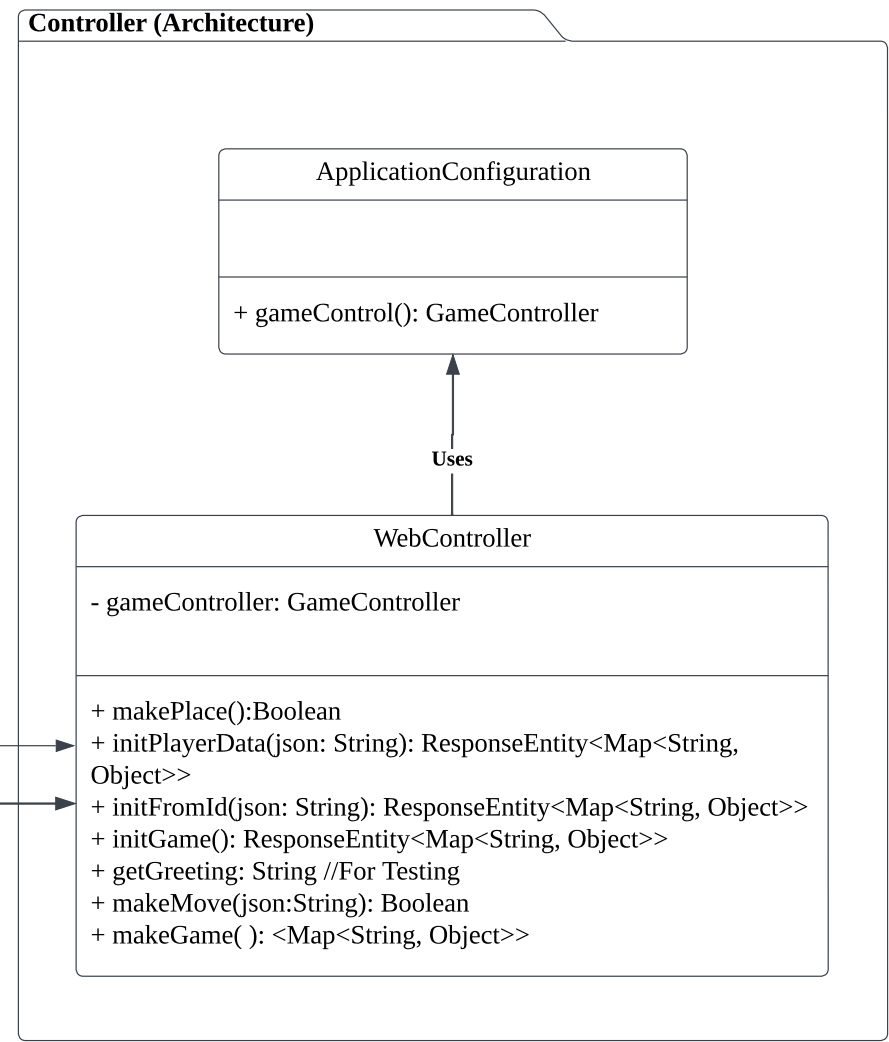 Controller (Architecture)
ApplicationConfiguration
+ gameControl(): GameController
Uses
WebController
- gameController: GameController
+ makePlace():Boolean
+ initPlayerData(json: String): ResponseEntity<Map<String,
Object>>
+ initFromId(json: String): ResponseEntity<Map<String, Object>>
+ initGame(): ResponseEntity<Map<String, Object>>
+ getGreeting: String //For Testing
+ makeMove(json:String): Boolean
+ makeGame( ): <Map<String, Object>>